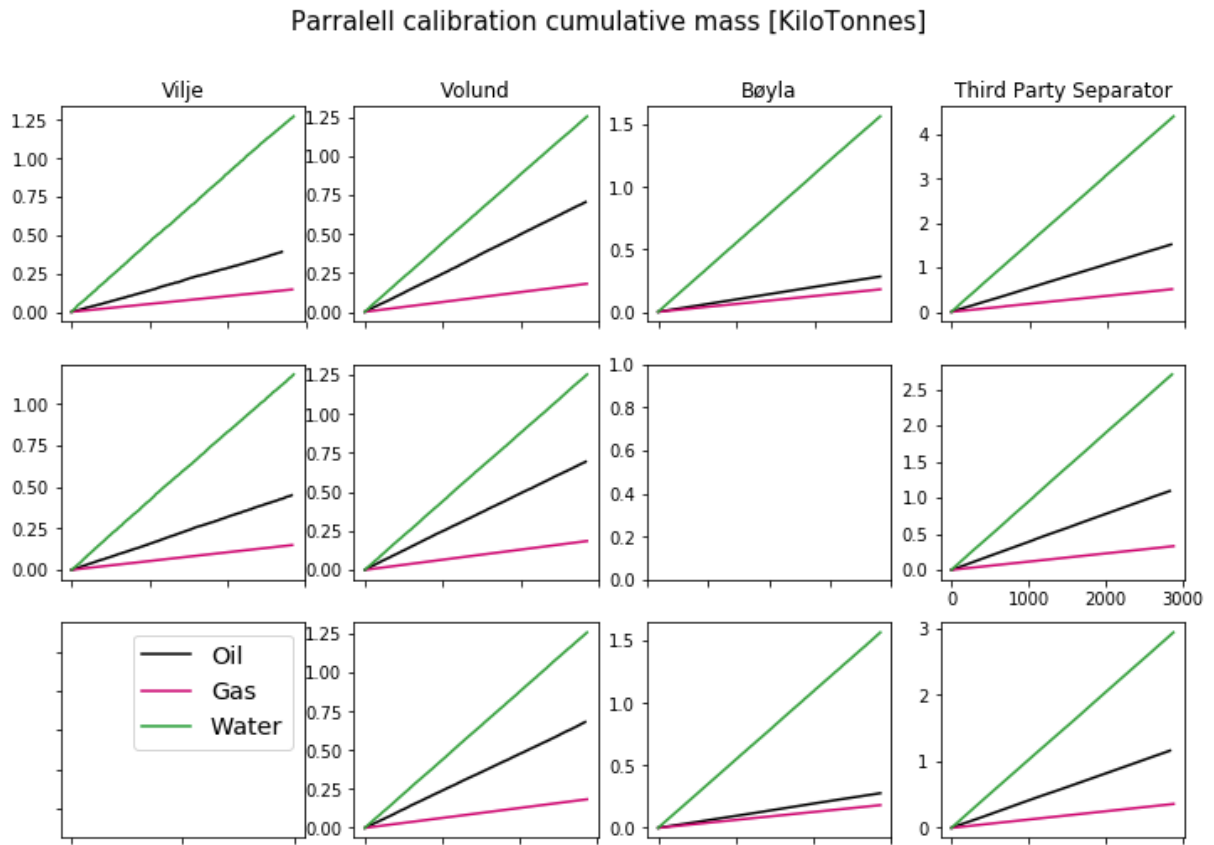 Parralell calibration cumulative mass [KiloTonnes]
Vilje Volund Bøyla Third Party Separator
1.25 1.25 1.5 4
1.00 1.00 1.0 3
0.75 0.75 2
0.50 0.50 0.5 1
0.25 0.25
0.00 0.00 0.0 0
1.00 1.25 1.0 2.5
0.75 1.00 0.8 2.0
0.50 0.75 0.6 1.5
0.25 0.50 0.4 1.0
0.00 0.25 0.2 0.5
0.00 0.0 0.0
0 1000 2000 3000
Oil
Gas
Water
1.25 1.5 3
1.00 1.0 2
0.75
0.50 0.5 1
0.25
0.00 0.0 0